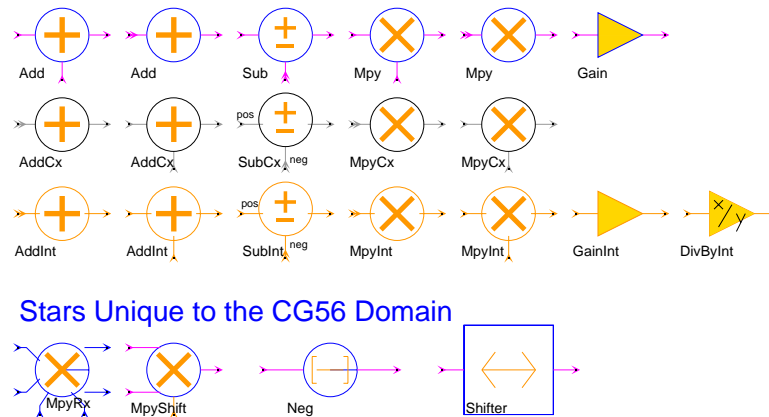 Add Add Sub Mpy Mpy Gain
pos
AddCx AddCx SubCx neg MpyCx MpyCx
pos x/y
AddInt AddInt SubInt neg MpyInt MpyInt GainInt DivByInt
Stars Unique to the CG56 Domain
MpyRx MpyShift Neg Shifter